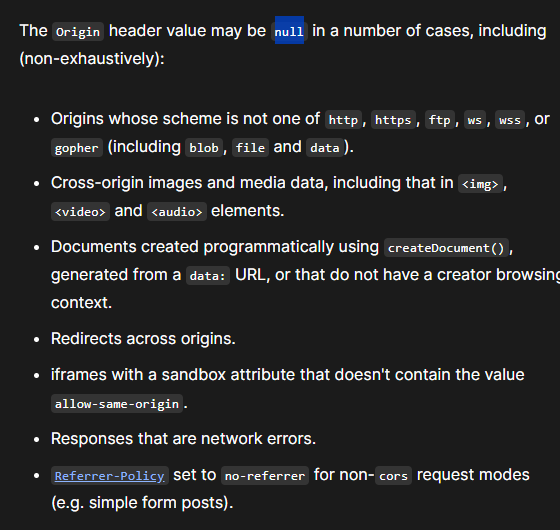 The Origin header value may be null in a number of cases, including
(non-exhaustively):
Origins whose scheme is not one of http, https, ftp, ws, wss, or
gopher (including blob, file and data).
Cross-origin images and media data, including that in <img>,
<video> and <audio> elements.
Documents created programmatically using createDocument(),
generated from a data: URL, or that do not have a creator browsing
context.
Redirects across origins.
iframes with a sandbox attribute that doesn't contain the value
allow-same-origin.
Responses that are network errors.
Referrer-Policy set to no-referrer for non-cors request modes
(e.g. simple form posts).